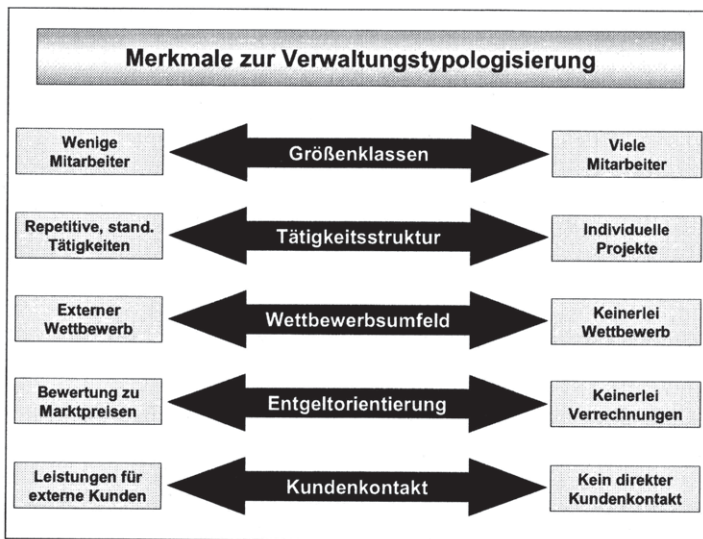 Merkmale zur Verwaltungstypologisierung
Wenige
Mitarbeiter
Größenklassen
Viele
Mitarbeiter
Repetitive, stand.
Tätigkeiten
Tätigkeitsstruktur
Individuelle
Projekte
Externer
Wettbewerb
Wettbewerbsumfeld
Keinerlei
Wettbewerb
Bewertung zu
Marktpreisen
Entgeltorientierung
Keinerlei
Verrechnungen
Leistungen für
externe Kunden
Kundenkontakt
Kein direkter
Kundenkontakt